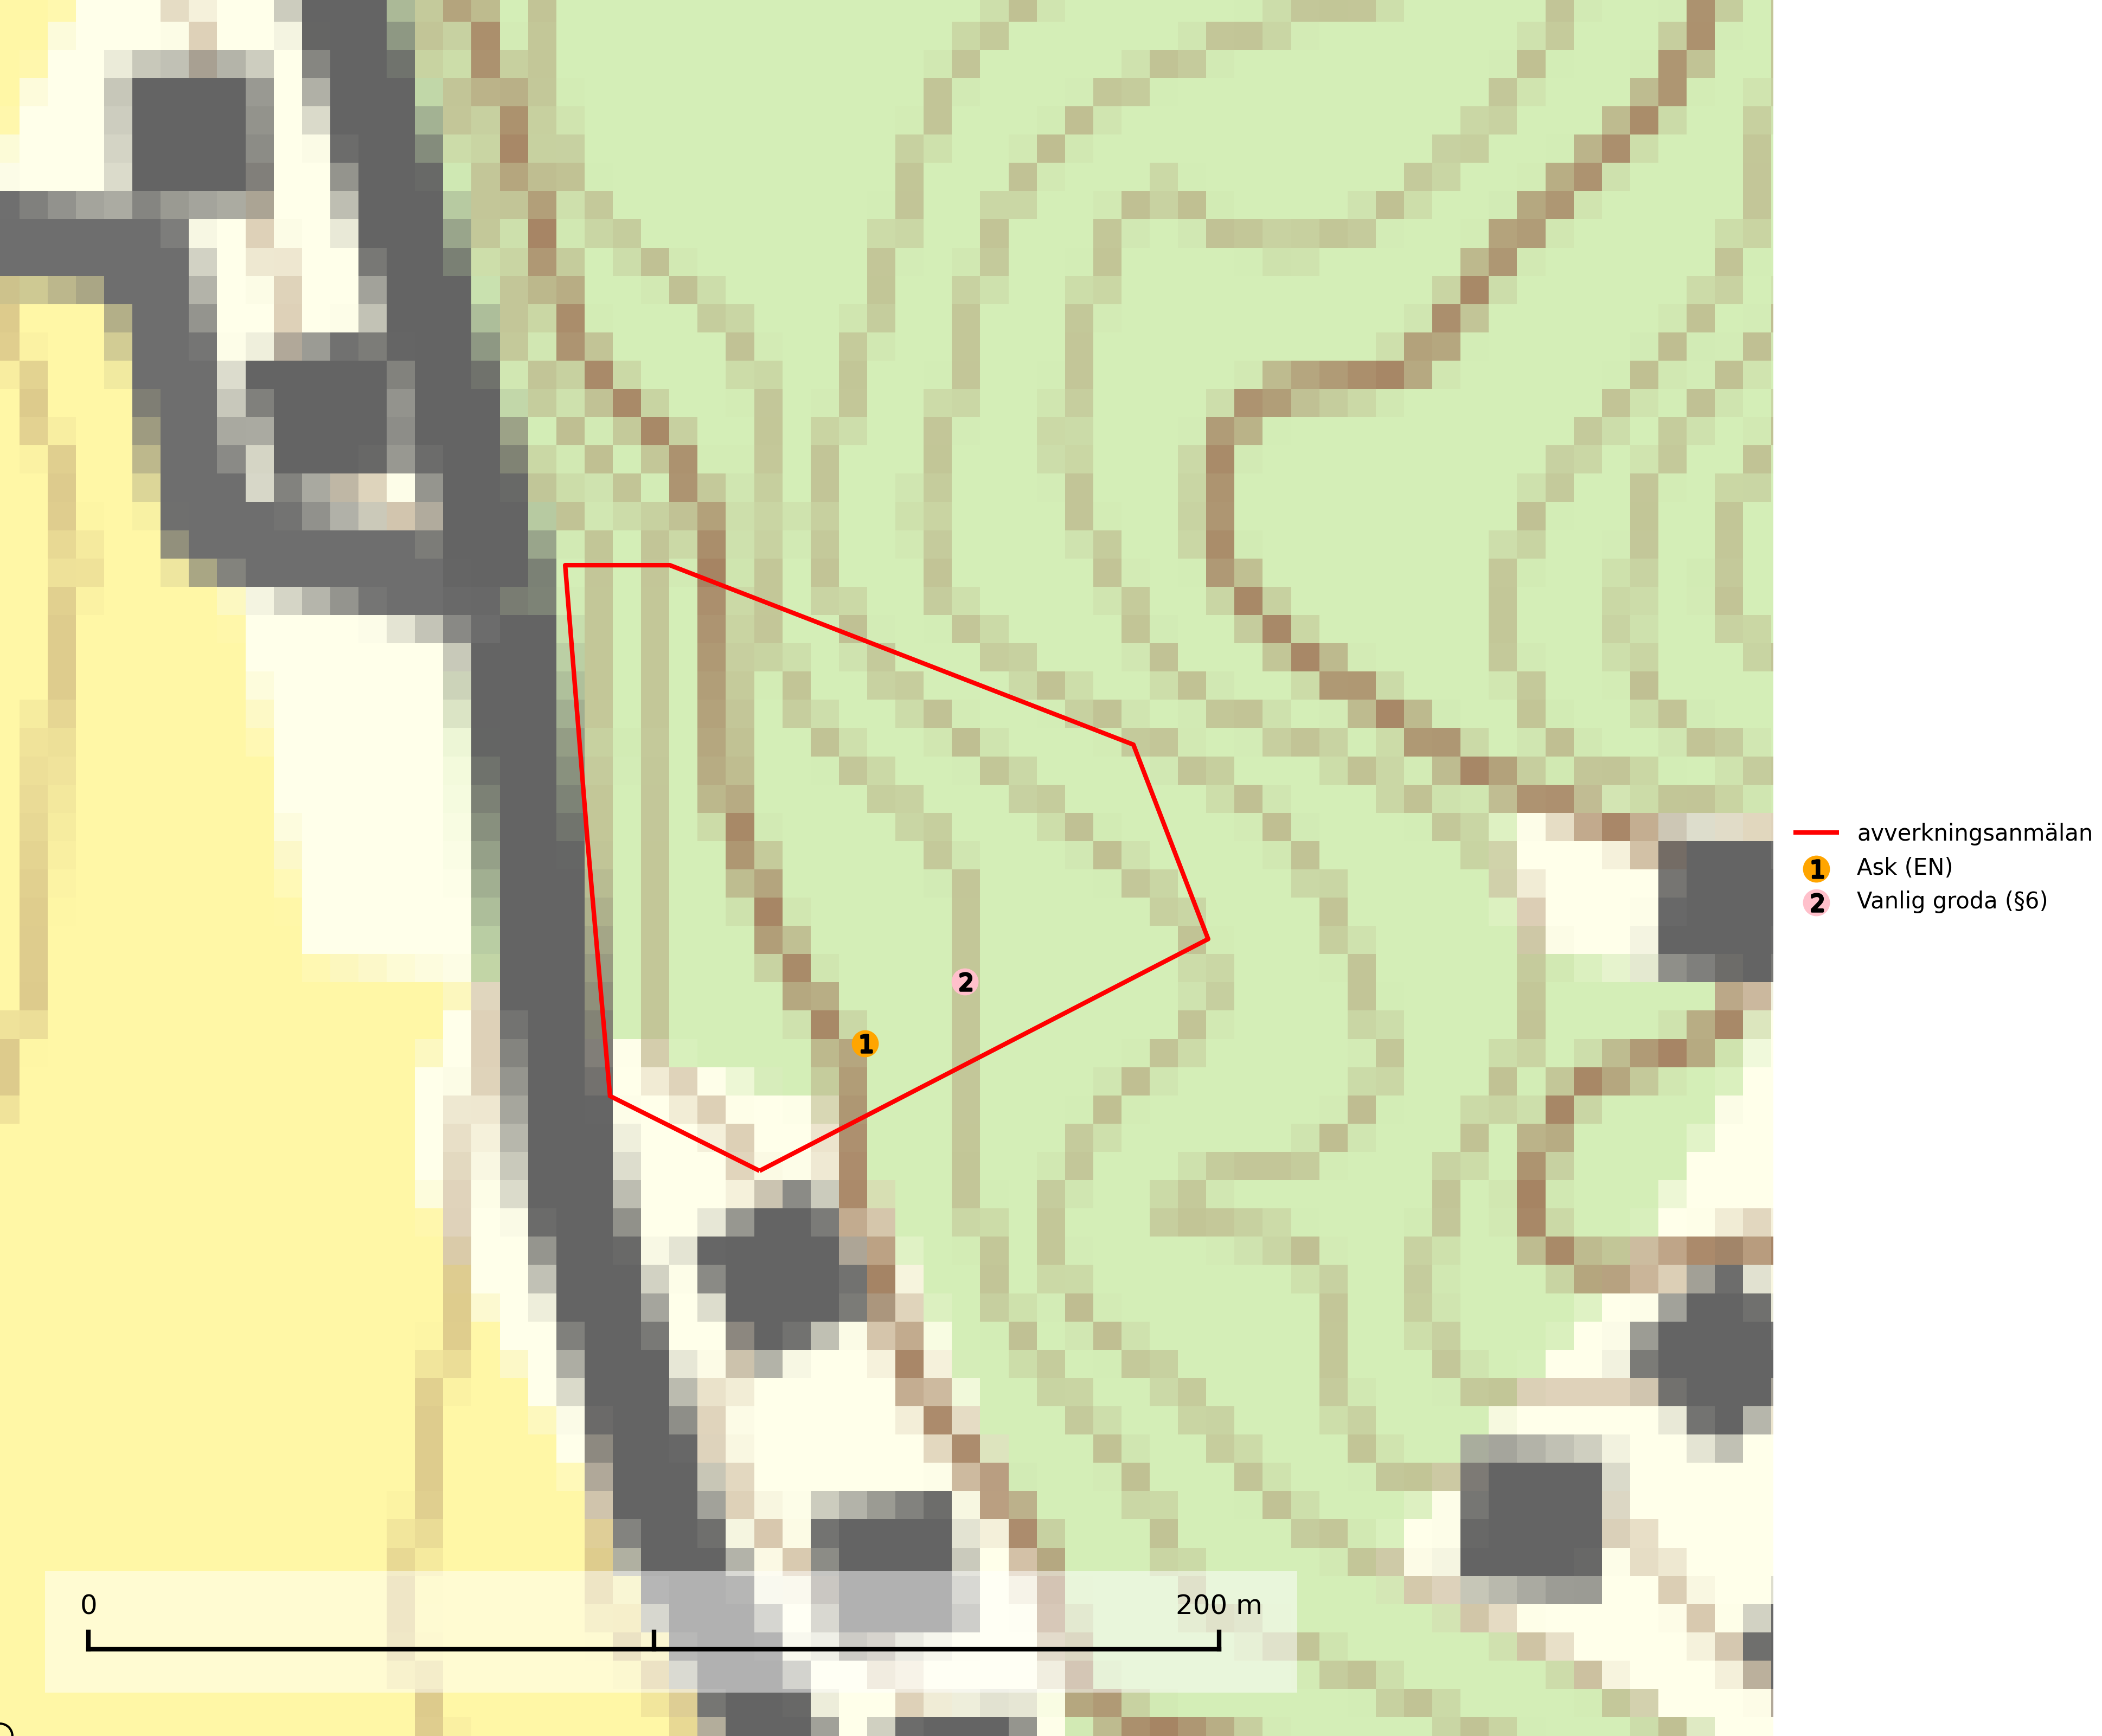 2
1
avverkningsanmälan
1 Ask (EN)
2 Vanlig groda (§6)
0 200 m